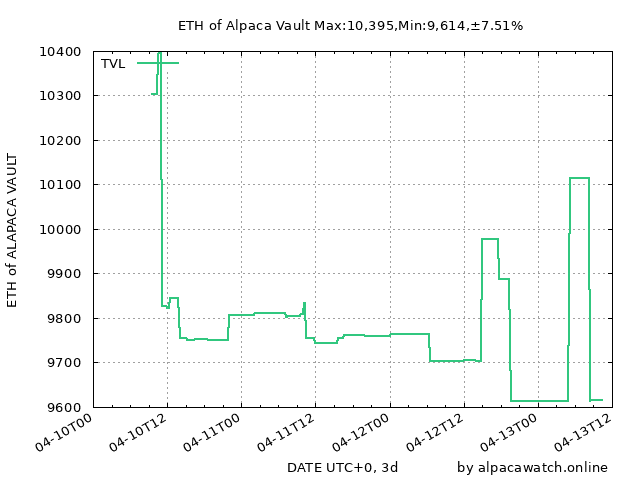 ETH of Alpaca Vault Max:10,395,Min:9,614,±7.51%
TVL
10400
10300
10200
10100
10000
9900
9800
9700
9600
ETH of ALAPACA VAULT
04-10T00
04-10T12
04-11T00
04-11T12
04-12T00
04-12T12
04-13T00
04-13T12
DATE UTC+0, 3d
by alpacawatch.online